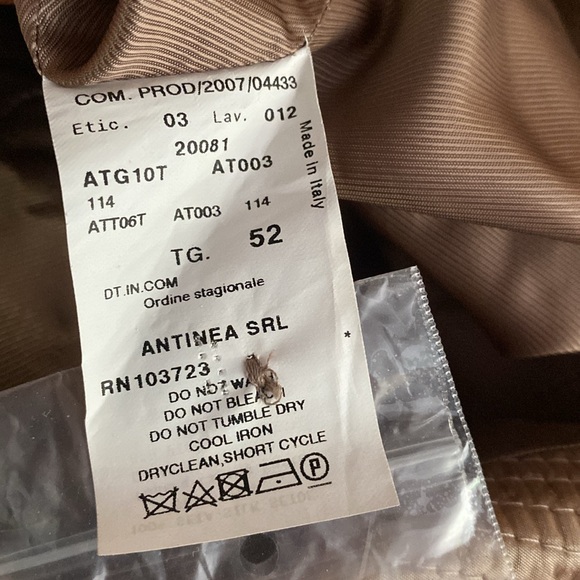 COM. PROD/2007/04433
Etic. 03 Lav. 012
20081
ATG10T AT003
114
ATT06T AT003 114
TG. 52
DT.IN.COM
Ordine stagionale
Made in Italy
ANTINEA SRL
*
RN103723
DO NOT
DO NOT
DO NOT TUMBLE DRY
COOL IRON
DRYCLEAN,SHORT CYCLE
P